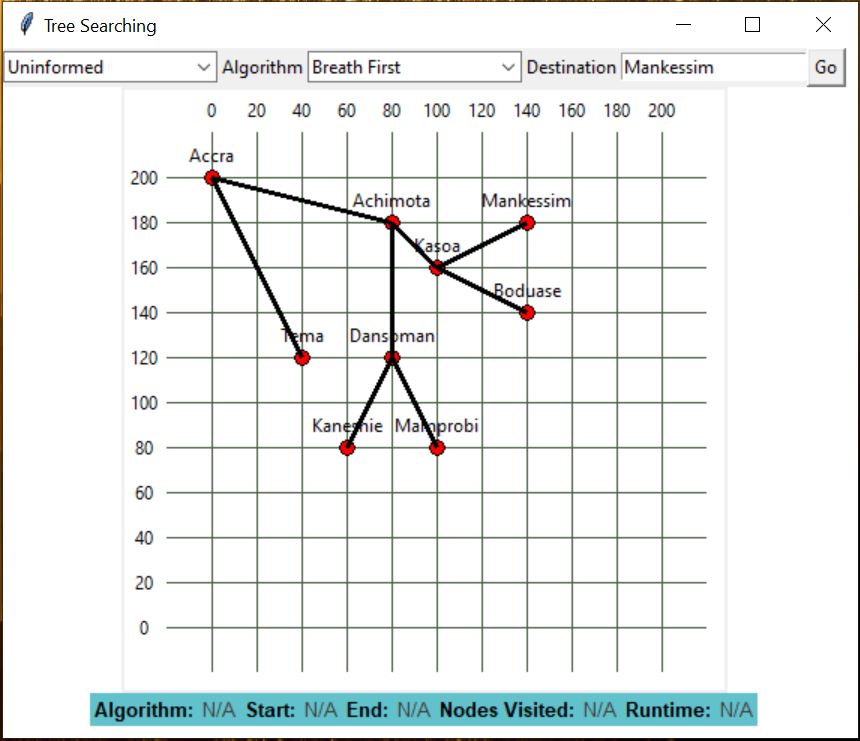 Tree Searching
Uninformed Algorithm Breath First Destination Mankessim Go
0 20 40 60 80 100 120 140 160 180 200
Accra
200
Achimota Mankessim
180
Kasoa
160
Boduase
140
Tema Dansoman
120
100
Kaneshie Mamprobi
80
60
40
20
0
Algorithm: N/A Start: N/A End: N/A Nodes Visited: N/A Runtime: N/A